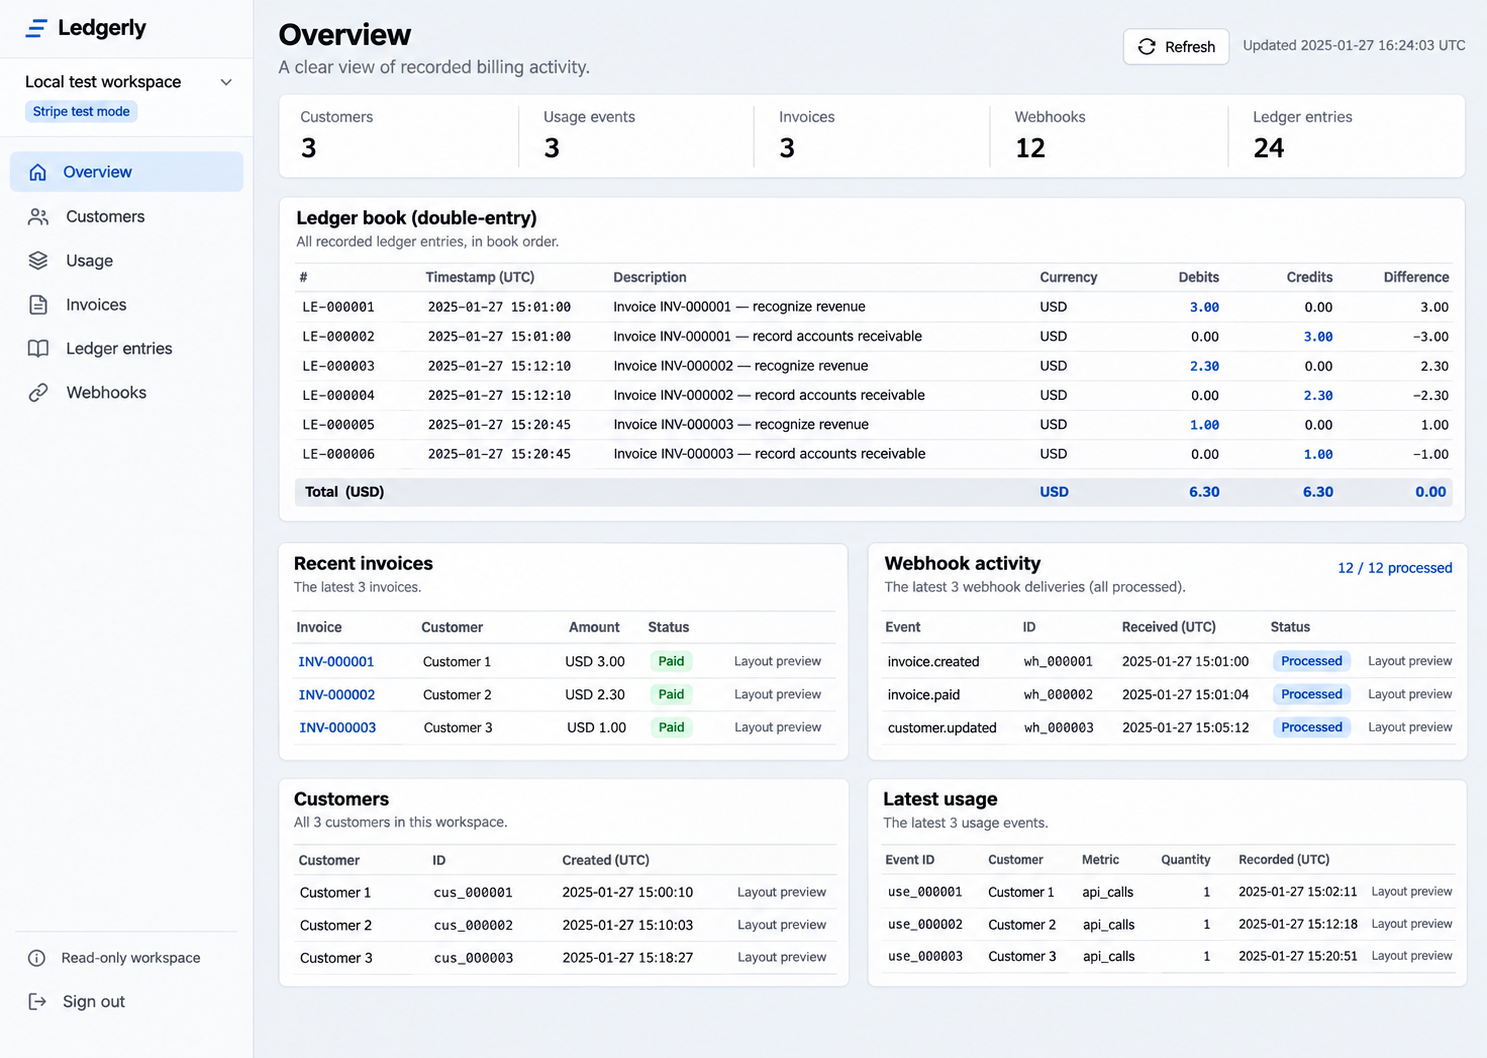 Ledgerly
Local test workspace
Stripe test mode
Overview
Customers
Usage
Invoices
Ledger entries
Webhooks
Read-only workspace
Sign out
Overview
A clear view of recorded billing activity.
Refresh Updated 2025-01-27 16:24:03 UTC
Customers Usage events Invoices Webhooks Ledger entries
3 3 3 12 24
Ledger book (double-entry)
All recorded ledger entries, in book order.
# Timestamp (UTC) Description Currency Debits Credits Difference
LE-000001 2025-01-27 15:01:00 Invoice INV-000001 — recognize revenue USD 3.00 0.00 3.00
LE-000002 2025-01-27 15:01:00 Invoice INV-000001 — record accounts receivable USD 0.00 3.00 −3.00
LE-000003 2025-01-27 15:12:10 Invoice INV-000002 — recognize revenue USD 2.30 0.00 2.30
LE-000004 2025-01-27 15:12:10 Invoice INV-000002 — record accounts receivable USD 0.00 2.30 −2.30
LE-000005 2025-01-27 15:20:45 Invoice INV-000003 — recognize revenue USD 1.00 0.00 1.00
LE-000006 2025-01-27 15:20:45 Invoice INV-000003 — record accounts receivable USD 0.00 1.00 −1.00
Total (USD) USD 6.30 6.30 0.00
Recent invoices
The latest 3 invoices.
Invoice Customer Amount Status
INV-000001 Customer 1 USD 3.00 Paid Layout preview
INV-000002 Customer 2 USD 2.30 Paid Layout preview
INV-000003 Customer 3 USD 1.00 Paid Layout preview
Webhook activity
12 / 12 processed
The latest 3 webhook deliveries (all processed).
Event ID Received (UTC) Status
invoice.created wh_000001 2025-01-27 15:01:00 Processed Layout preview
invoice.paid wh_000002 2025-01-27 15:01:04 Processed Layout preview
customer.updated wh_000003 2025-01-27 15:05:12 Processed Layout preview
Customers
All 3 customers in this workspace.
Customer ID Created (UTC)
Customer 1 cus_000001 2025-01-27 15:00:10 Layout preview
Customer 2 cus_000002 2025-01-27 15:10:03 Layout preview
Customer 3 cus_000003 2025-01-27 15:18:27 Layout preview
Latest usage
The latest 3 usage events.
Event ID Customer Metric Quantity Recorded (UTC)
use_000001 Customer 1 api_calls 1 2025-01-27 15:02:11 Layout preview
use_000002 Customer 2 api_calls 1 2025-01-27 15:12:18 Layout preview
use_000003 Customer 3 api_calls 1 2025-01-27 15:20:51 Layout preview